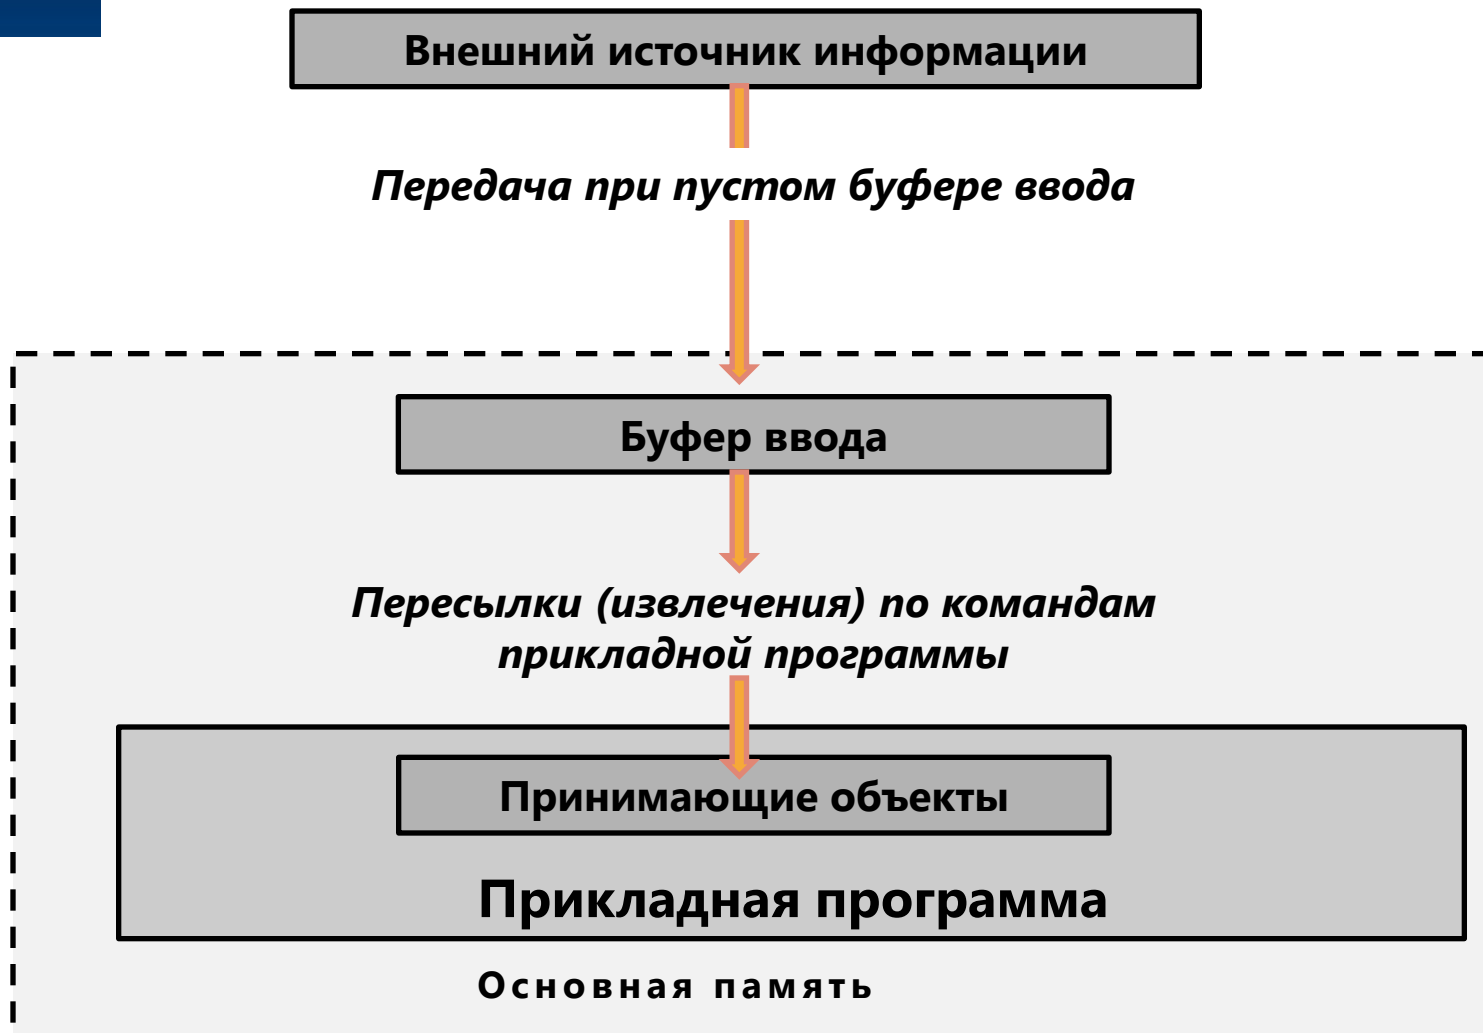 Внешний источник информации
Передача при пустом буфере ввода
Буфер ввода
Пересылки (извлечения) по командам
прикладной программы
Принимающие объекты
Прикладная программа
Основная память